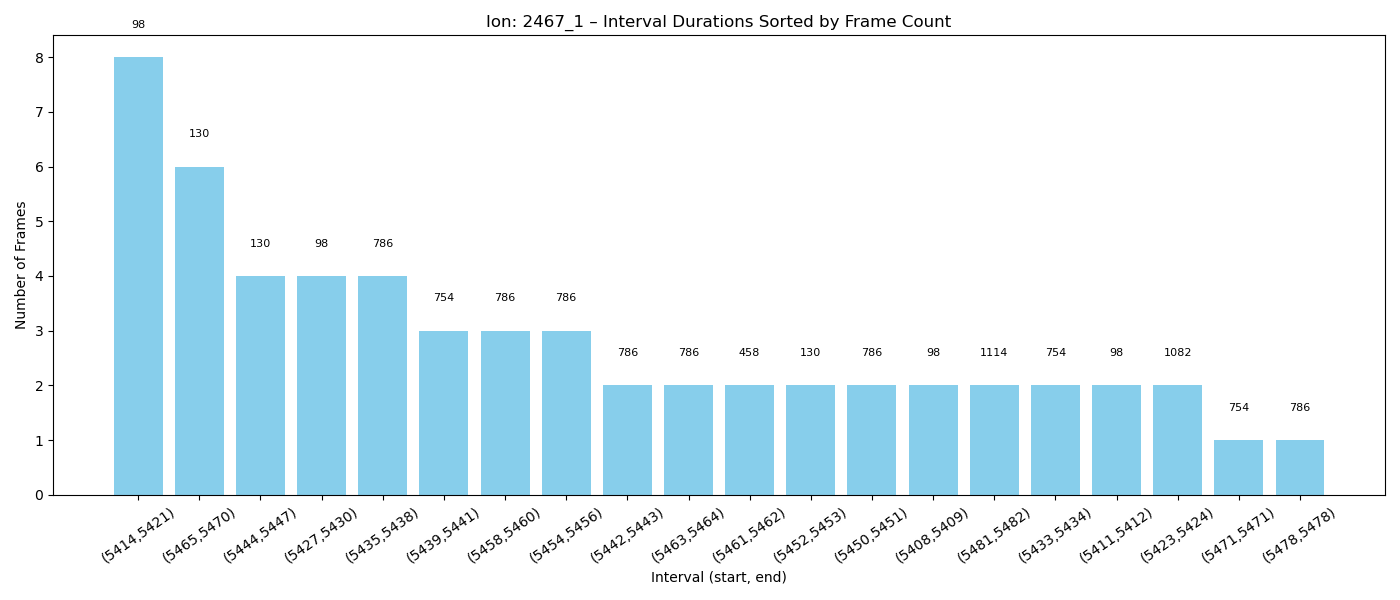 98
lon: 2467_1 – Interval Durations Sorted by Frame Count
8
7
6
5
4
3
2
1
0
Number of Frames
130
130 98 786
754 786 786
786 786 458 130 786 98 1114 754 98 1082
754 786
(5414,5421) (5465,5470) (5444,5447) (5427,5430) (5435,5438) (5439,5441) (5458,5460) (5454,5456) (5442,5443) (5463,5464) (5461,5462) (5452,5453) (5450,5451) (5408,5409) (5481,5482) (5433,5434) (5411,5412) (5423,5424) (5471,5471) (5478,5478)
Interval (start, end)